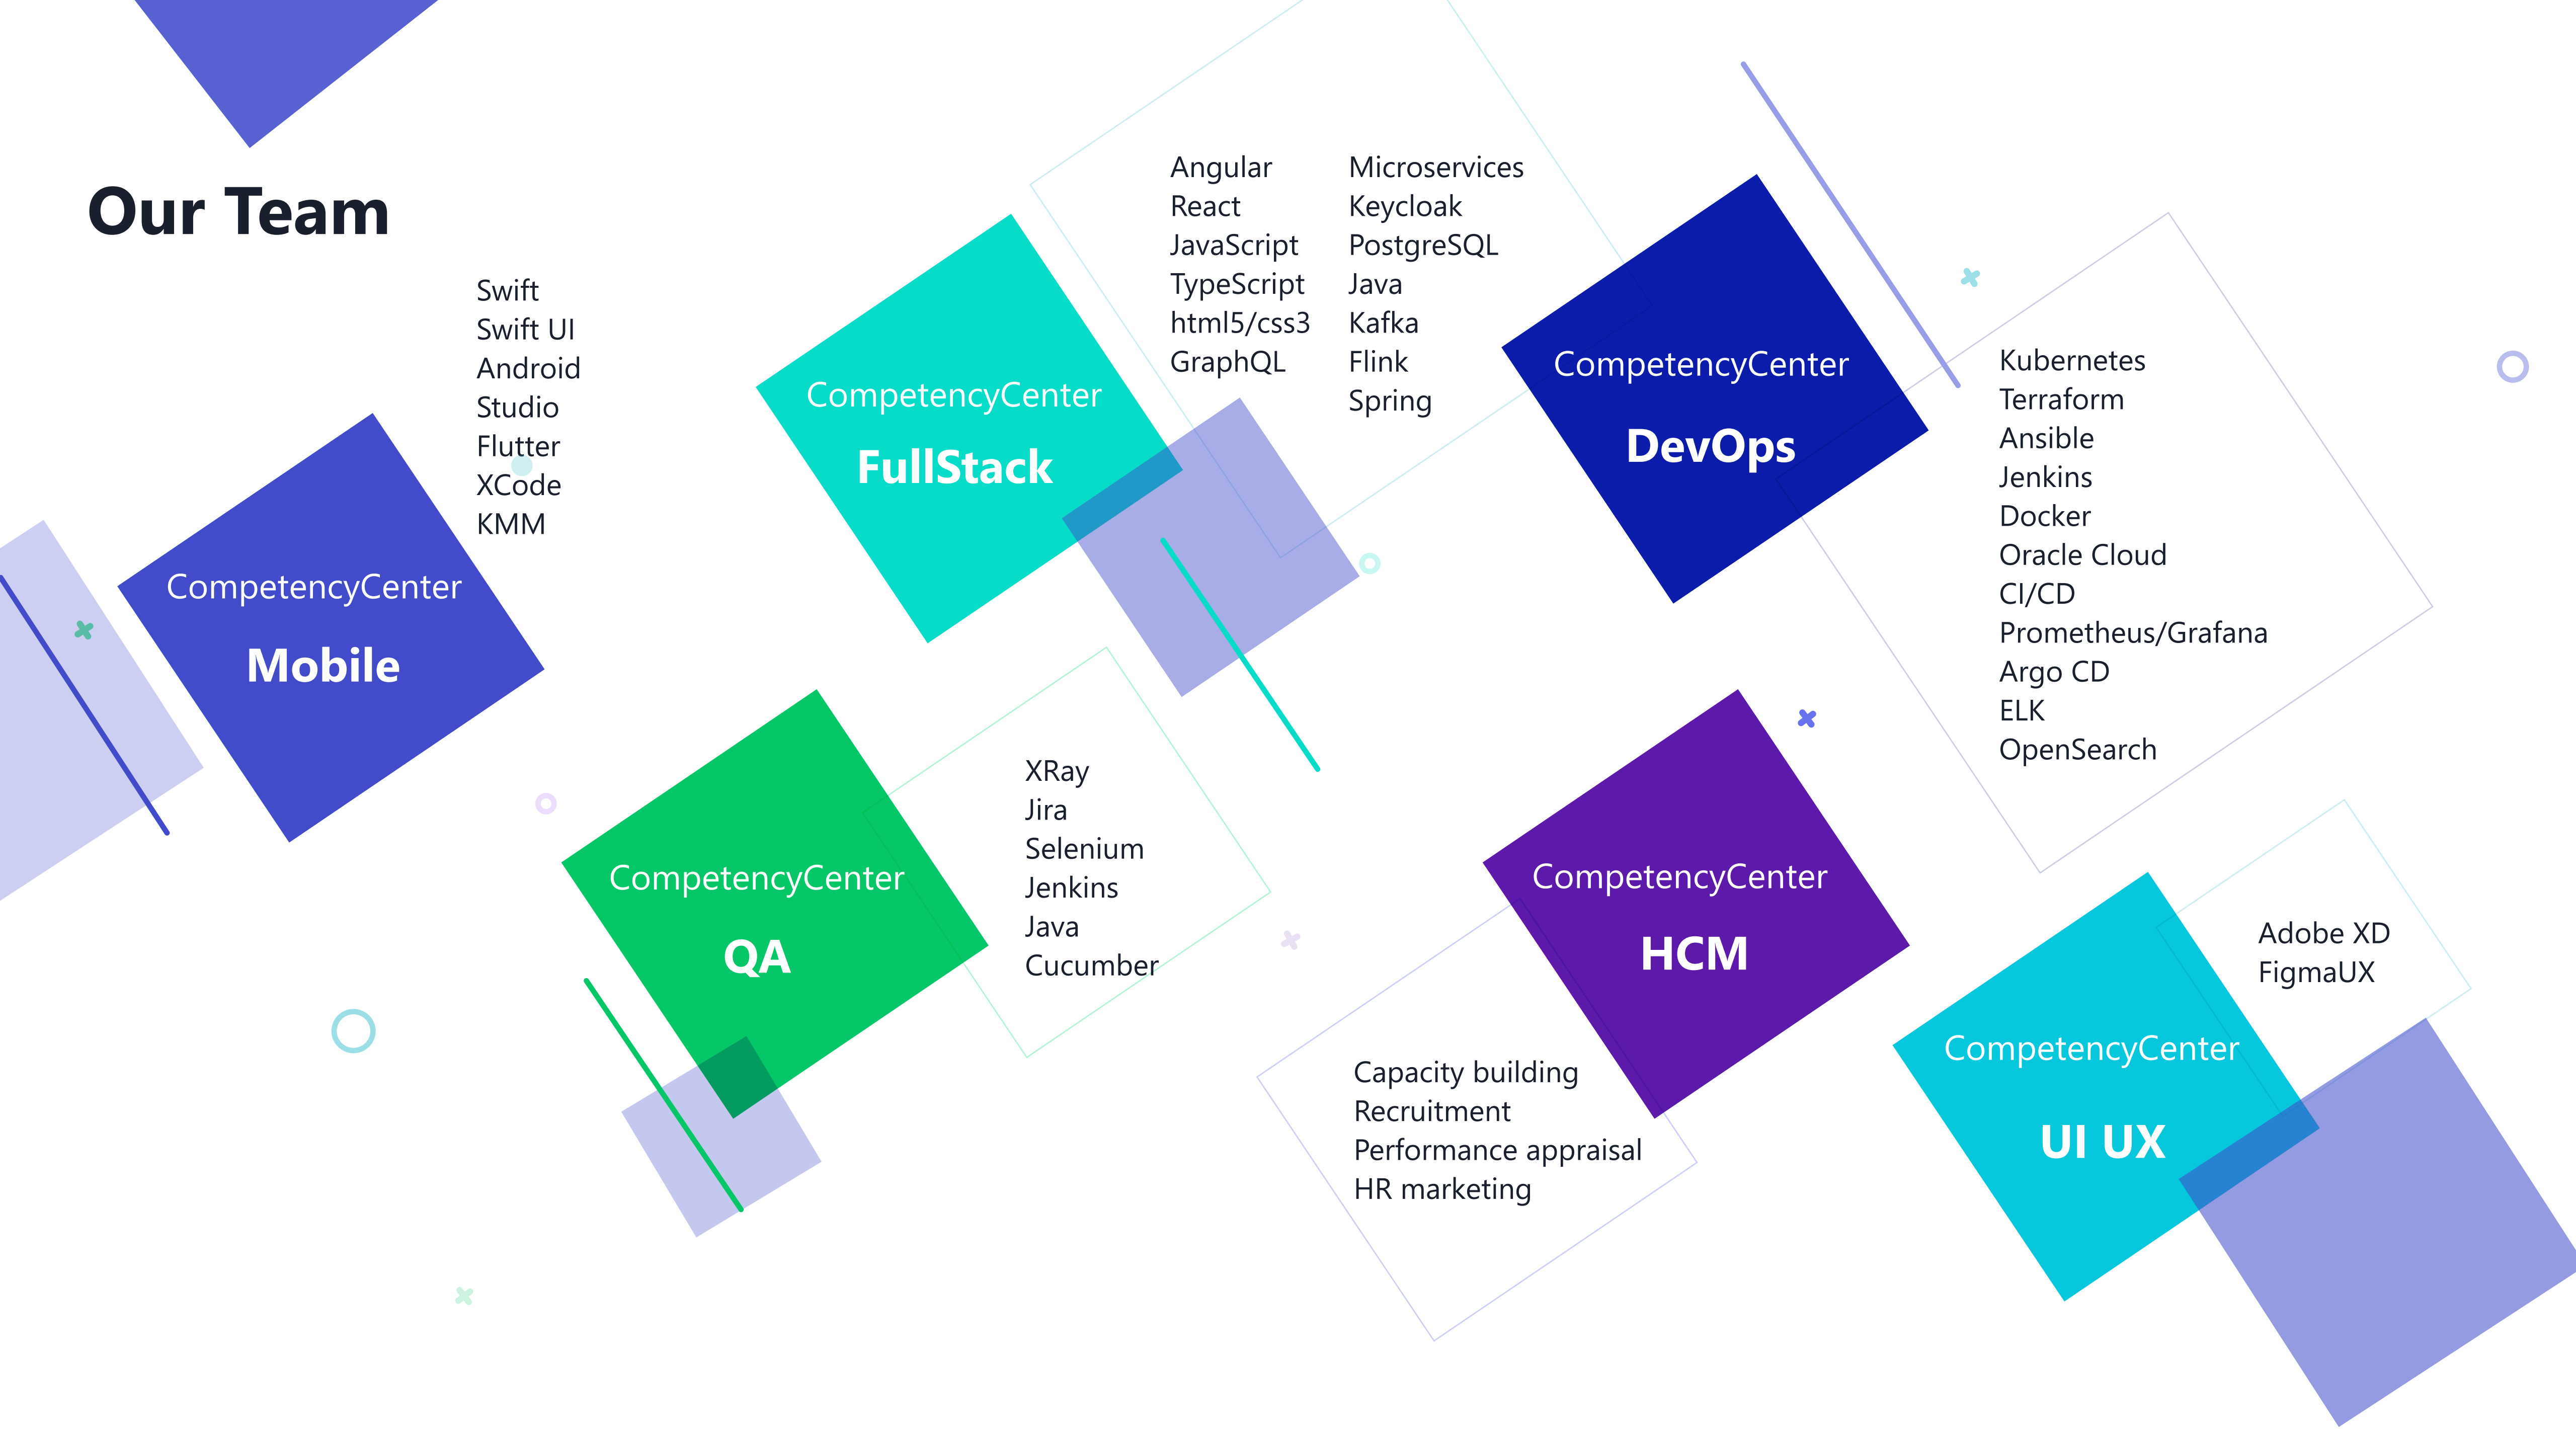 Our Team
Swift
Swift UI
Android
Studio
Flutter
XCode
KMM
CompetencyCenter
Mobile
Angular
React
JavaScript
TypeScript
html5/css3
GraphQL
Microservices
Keycloak
PostgreSQL
Java
Kafka
Flink
Spring
CompetencyCenter
FullStack
CompetencyCenter
DevOps
Kubernetes
Terraform
Ansible
Jenkins
Docker
Oracle Cloud
CI/CD
Prometheus/Grafana
Argo CD
ELK
OpenSearch
CompetencyCenter
QA
XRay
Jira
Selenium
Jenkins
Java
Cucumber
CompetencyCenter
HCM
Capacity building
Recruitment
Performance appraisal
HR marketing
CompetencyCenter
UI UX
Adobe XD
FigmaUX